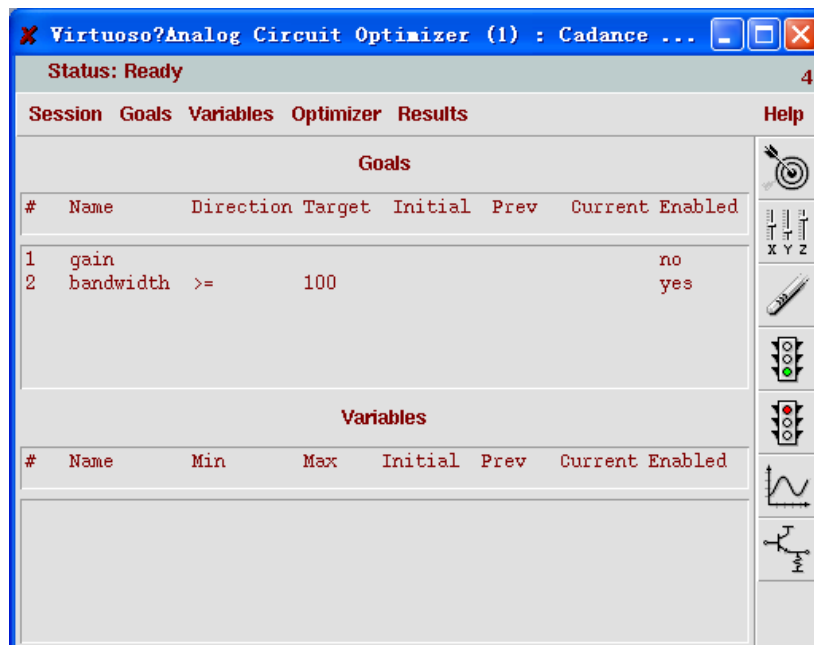 Virtuoso?Analog Circuit Optimizer (1) : Cadance ...
Status: Ready 4
Session Goals Variables Optimizer Results Help
Goals
# Name Direction Target Initial Prev Current Enabled
1 gain no
2 bandwidth >= 100 yes
X Y Z
Variables
# Name Min Max Initial Prev Current Enabled